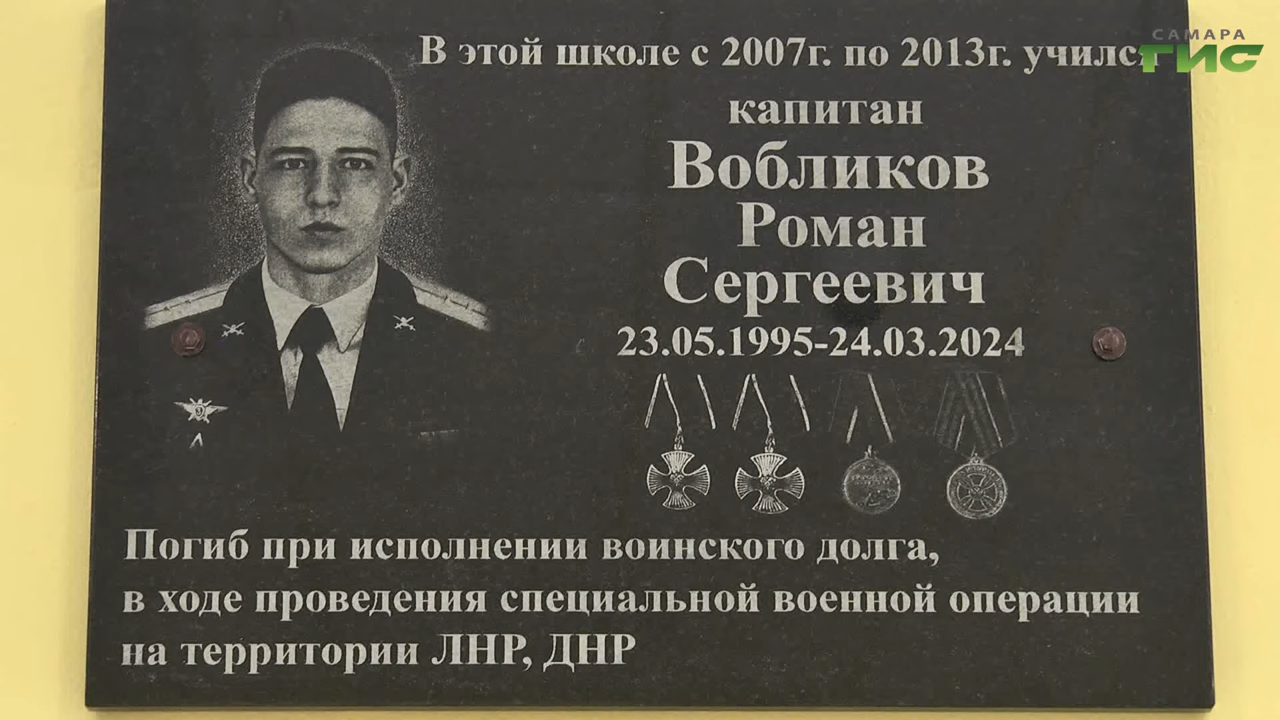 САМАРА
ГИС
В этой школе с 2007г. по 2013г. учился
капитан
Вобликов
Роман
Сергеевич
23.05.1995-24.03.2024
Погиб при исполнении воинского долга,
в ходе проведения специальной военной операции
на территории ЛНР, ДНР